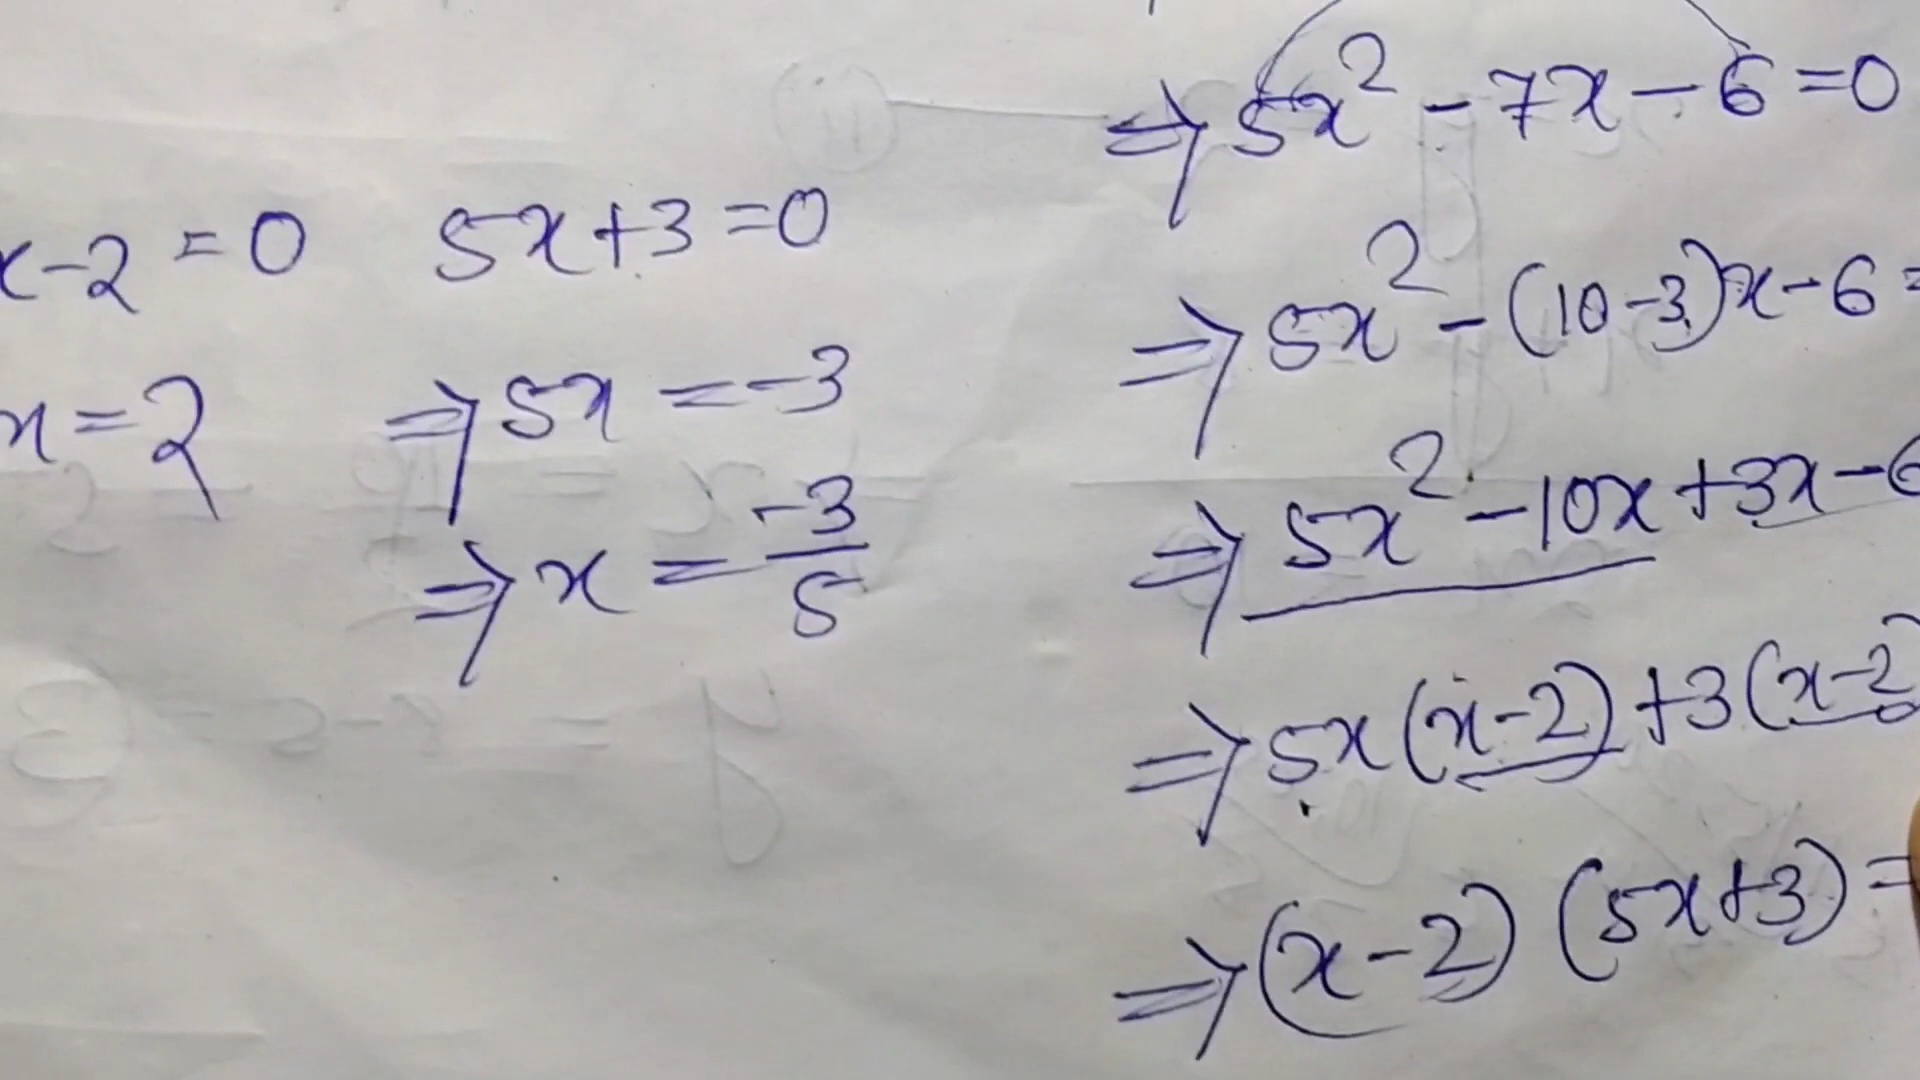 ⇒ 5x² - 7x - 6 = 0
⇒ 5x² - (10 - 3)x - 6 =
⇒ 5x² - 10x + 3x - 6
⇒ 5x(x - 2) + 3(x - 2)
⇒ (x - 2) (5x + 3) =
x - 2 = 0
x = 2
5x + 3 = 0
⇒ 5x = -3
⇒ x = -3/5